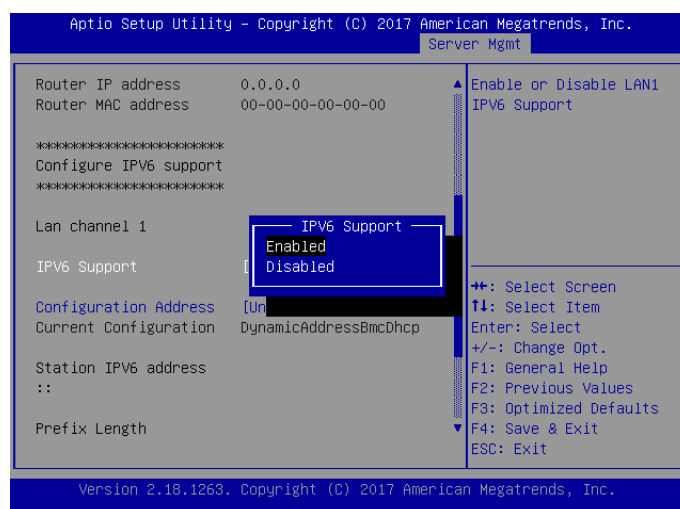 Aptio Setup Utility – Copyright (C) 2017 American Megatrends, Inc.
Server Mgmt
Router IP address 0.0.0.0
Router MAC address 00-00-00-00-00-00
************************
Configure IPV6 support
************************
Lan channel 1
IPV6 Support [
Configuration Address [Un
Current Configuration DynamicAddressBmcDhcp
Station IPV6 address
::
Prefix Length
IPV6 Support
Enabled
Disabled
Enable or Disable LAN1
IPV6 Support
→←: Select Screen
↑↓: Select Item
Enter: Select
+/-: Change Opt.
F1: General Help
F2: Previous Values
F3: Optimized Defaults
F4: Save & Exit
ESC: Exit
Version 2.18.1263. Copyright (C) 2017 American Megatrends, Inc.